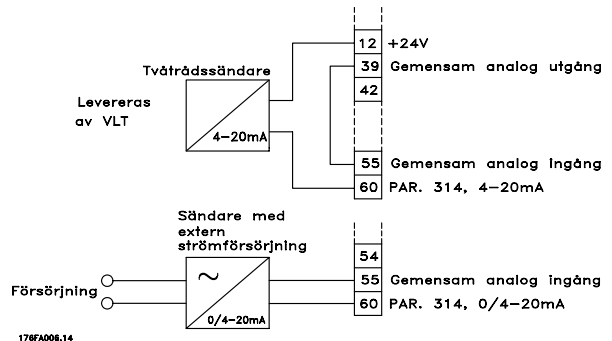 12 +24V
Tvåtrådssändare
39 Gemensam analog utgång
42
Levereras
av VLT
4–20mA
55 Gemensam analog ingång
60 PAR. 314, 4–20mA
Sändare med
extern
strömförsörjning
54
~
55 Gemensam analog ingång
Försörjning
60 PAR. 314, 0/4–20mA
0/4–20mA
176FA006.14